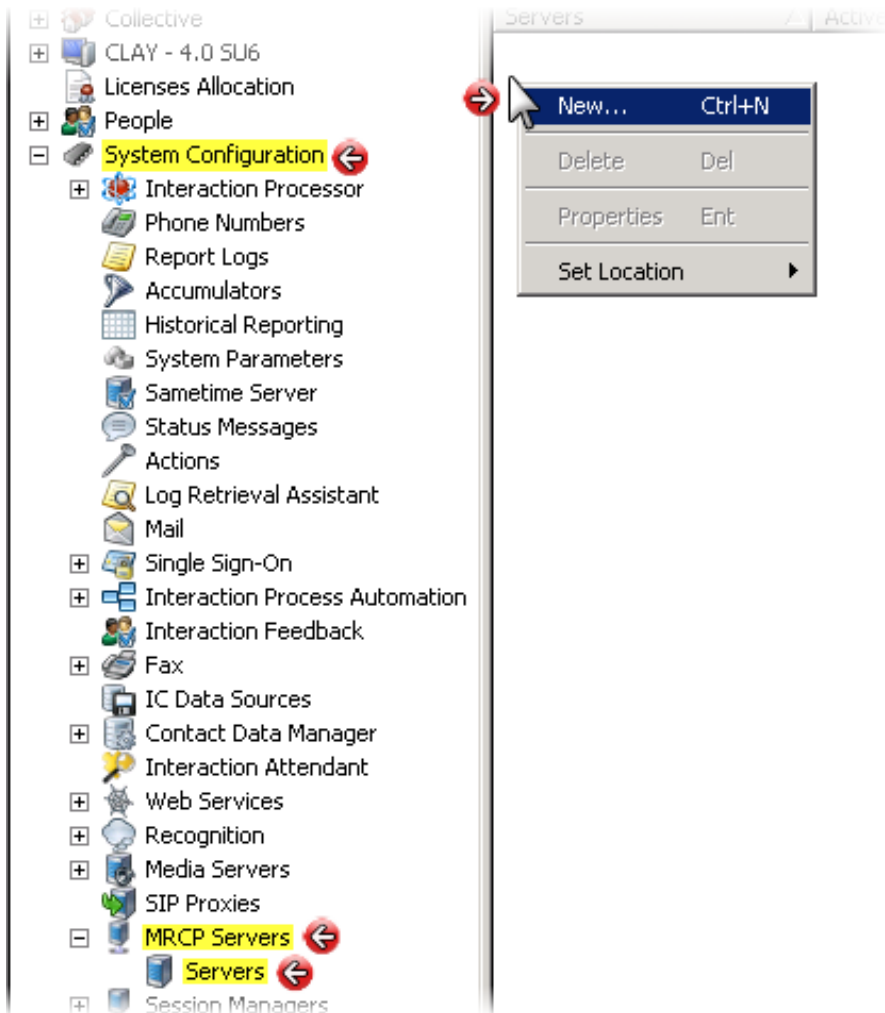 Collective
CLAY - 4.0 SU6
Licenses Allocation
People
System Configuration
Interaction Processor
Phone Numbers
Report Logs
Accumulators
Historical Reporting
System Parameters
Sametime Server
Status Messages
Actions
Log Retrieval Assistant
Mail
Single Sign-On
Interaction Process Automation
Interaction Feedback
Fax
IC Data Sources
Contact Data Manager
Interaction Attendant
Web Services
Recognition
Media Servers
SIP Proxies
MRCP Servers
Servers
Session Managers
Servers Active
New... Ctrl+N
Delete Del
Properties Ent
Set Location